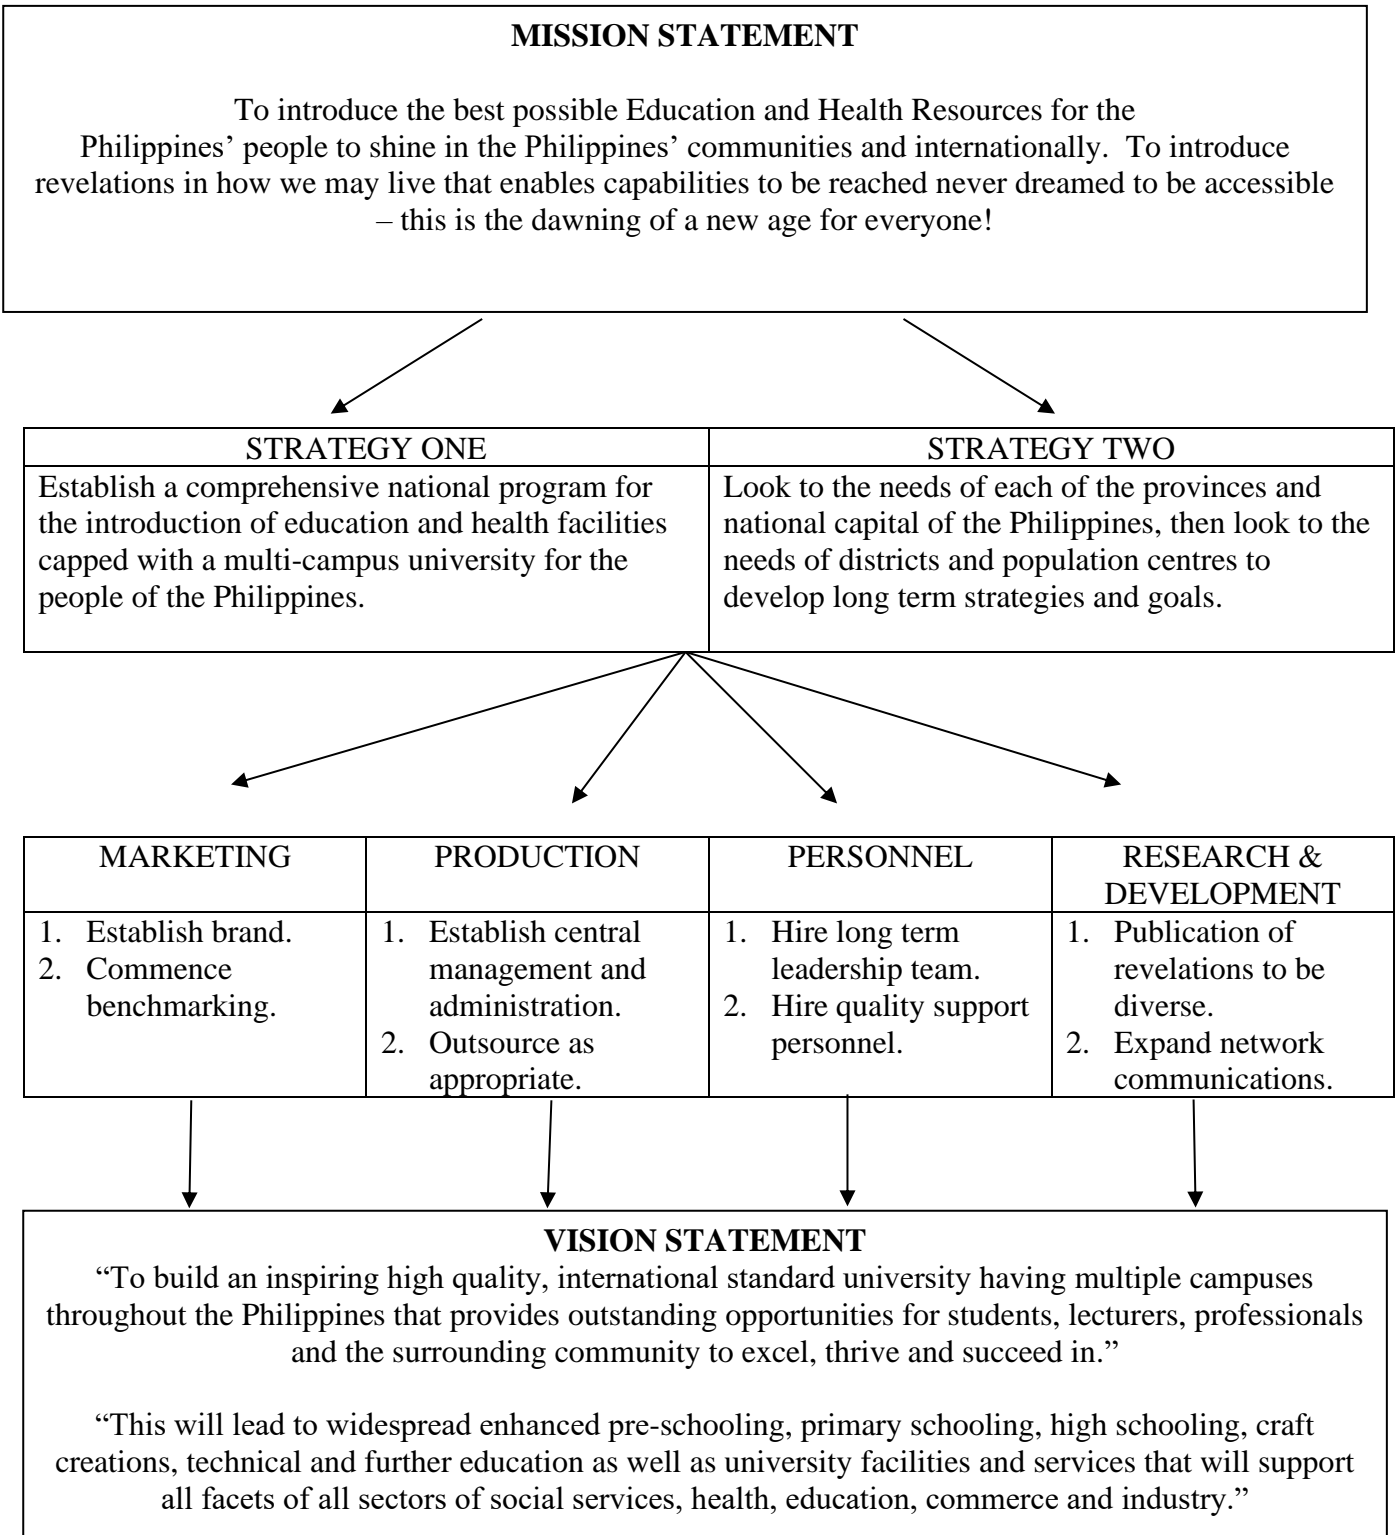 MISSION STATEMENT
To introduce the best possible Education and Health Resources for the
Philippines’ people to shine in the Philippines’ communities and internationally.  To introduce
revelations in how we may live that enables capabilities to be reached never dreamed to be accessible
– this is the dawning of a new age for everyone!
STRATEGY ONE
Establish a comprehensive national program for
the introduction of education and health facilities
capped with a multi-campus university for the
people of the Philippines.
STRATEGY TWO
Look to the needs of each of the provinces and
national capital of the Philippines, then look to the
needs of districts and population centres to
develop long term strategies and goals.
MARKETING
1. Establish brand.
2. Commence
benchmarking.
PRODUCTION
1. Establish central
management and
administration.
2. Outsource as
appropriate.
PERSONNEL
1. Hire long term
leadership team.
2. Hire quality support
personnel.
RESEARCH &
DEVELOPMENT
1. Publication of
revelations to be
diverse.
2. Expand network
communications.
VISION STATEMENT
“To build an inspiring high quality, international standard university having multiple campuses
throughout the Philippines that provides outstanding opportunities for students, lecturers, professionals
and the surrounding community to excel, thrive and succeed in.”
“This will lead to widespread enhanced pre-schooling, primary schooling, high schooling, craft
creations, technical and further education as well as university facilities and services that will support
all facets of all sectors of social services, health, education, commerce and industry.”